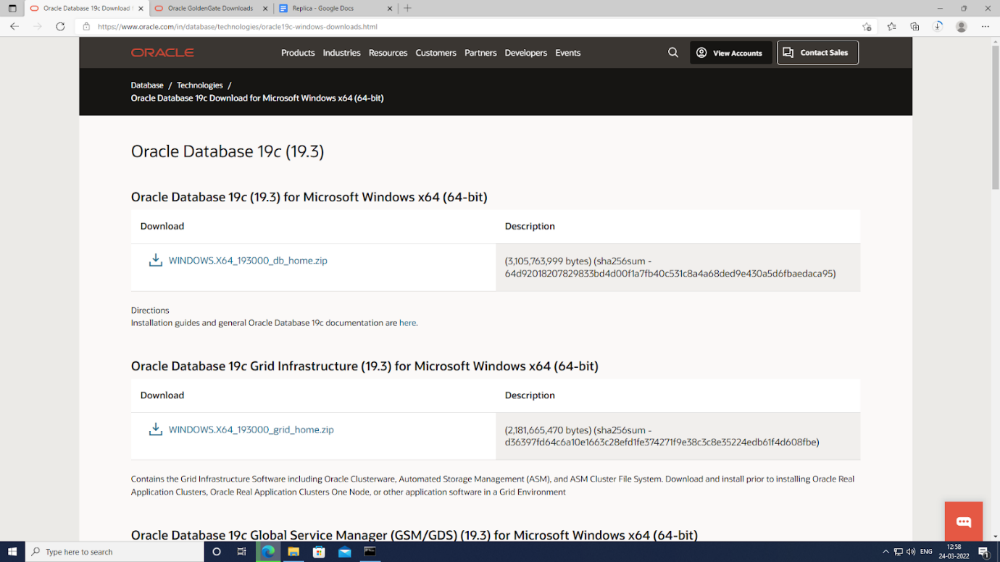 Oracle Database 19c Download f
Oracle GoldenGate Downloads
Replica - Google Docs
https://www.oracle.com/in/database/technologies/oracle19c-windows-downloads.html
ORACLE
Products Industries Resources Customers Partners Developers Events
View Accounts
Contact Sales
Database / Technologies /
Oracle Database 19c Download for Microsoft Windows x64 (64-bit)
Oracle Database 19c (19.3)
Oracle Database 19c (19.3) for Microsoft Windows x64 (64-bit)
Download Description
WINDOWS.X64_193000_db_home.zip
(3,105,763,999 bytes) (sha256sum -
64d92018207829833bd4d00f1a7fb40c531c8a4a68ded9e430a5d6fbaedaca95)
Directions
Installation guides and general Oracle Database 19c documentation are here.
Oracle Database 19c Grid Infrastructure (19.3) for Microsoft Windows x64 (64-bit)
Download Description
WINDOWS.X64_193000_grid_home.zip
(2,181,665,470 bytes) (sha256sum -
d36397fd64c6a10e1663c28efd1fe374271f9e38c3c8e35224edb61f4d608fbe)
Contains the Grid Infrastructure Software including Oracle Clusterware, Automated Storage Management (ASM), and ASM Cluster File System. Download and install prior to installing Oracle Real
Application Clusters, Oracle Real Application Clusters One Node, or other application software in a Grid Environment
Oracle Database 19c Global Service Manager (GSM/GDS) (19.3) for Microsoft Windows x64 (64-bit)
Type here to search
ENG
12:58
24-03-2022
1